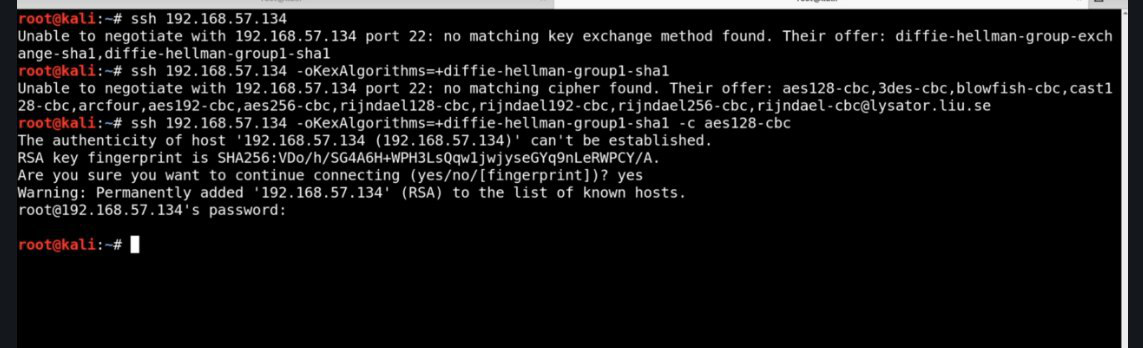 root@kali:~# ssh 192.168.57.134
Unable to negotiate with 192.168.57.134 port 22: no matching key exchange method found. Their offer: diffie-hellman-group-exch
ange-sha1,diffie-hellman-group1-sha1
root@kali:~# ssh 192.168.57.134 -oKexAlgorithms=+diffie-hellman-group1-sha1
Unable to negotiate with 192.168.57.134 port 22: no matching cipher found. Their offer: aes128-cbc,3des-cbc,blowfish-cbc,cast1
28-cbc,arcfour,aes192-cbc,aes256-cbc,rijndael128-cbc,rijndael192-cbc,rijndael256-cbc,rijndael-cbc@lysator.liu.se
root@kali:~# ssh 192.168.57.134 -oKexAlgorithms=+diffie-hellman-group1-sha1 -c aes128-cbc
The authenticity of host '192.168.57.134 (192.168.57.134)' can't be established.
RSA key fingerprint is SHA256:VDo/h/SG4A6H+WPH3LsQqw1jwjyseGYq9nLeRWPCY/A.
Are you sure you want to continue connecting (yes/no/[fingerprint])? yes
Warning: Permanently added '192.168.57.134' (RSA) to the list of known hosts.
root@192.168.57.134's password:
root@kali:~#